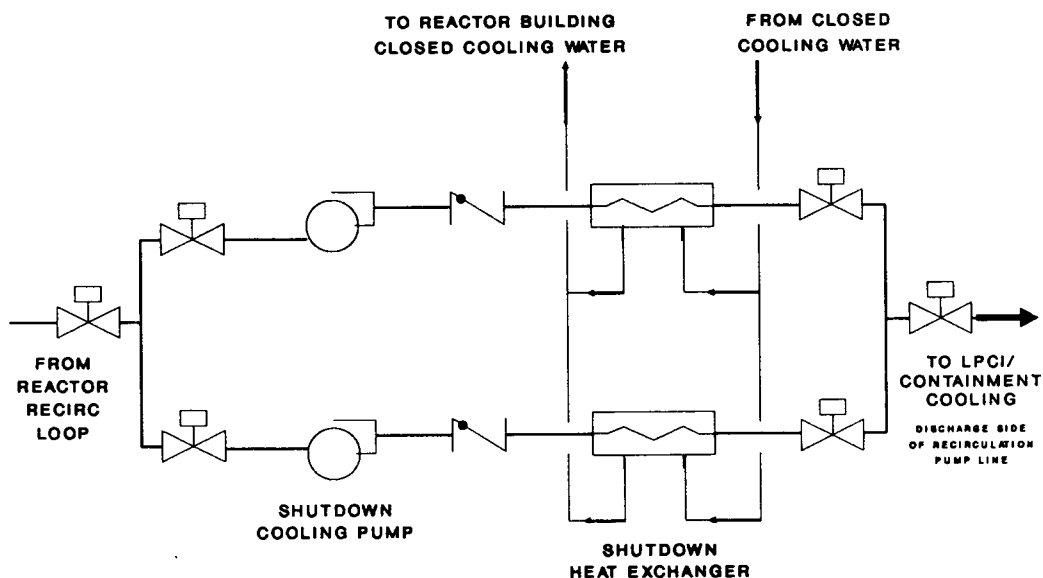 TO REACTOR BUILDING
CLOSED COOLING WATER
FROM CLOSED
COOLING WATER
FROM
REACTOR
RECIRC
LOOP
TO LPCI/
CONTAINMENT
COOLING
DISCHARGE SIDE
OF RECIRCULATION
PUMP LINE
SHUTDOWN
COOLING PUMP
SHUTDOWN
HEAT EXCHANGER